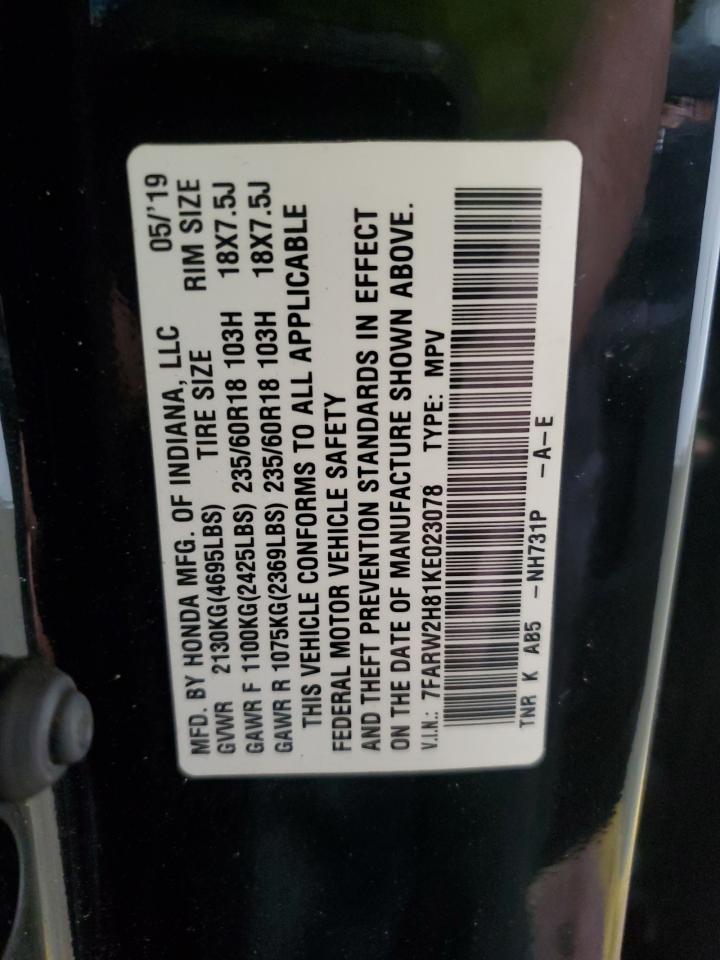 MFD. BY HONDA MFG. OF INDIANA, LLC 05/'19
GVWR 2130KG(4695LBS) TIRE SIZE RIM SIZE
GAWR F 1100KG(2425LBS) 235/60R18 103H 18X7.5J
GAWR R 1075KG(2369LBS) 235/60R18 103H 18X7.5J
THIS VEHICLE CONFORMS TO ALL APPLICABLE
FEDERAL MOTOR VEHICLE SAFETY
AND THEFT PREVENTION STANDARDS IN EFFECT
ON THE DATE OF MANUFACTURE SHOWN ABOVE.
V.I.N.: 7FARW2H81KE023078 TYPE: MPV
TNR K AB5 -NH731P -A-E